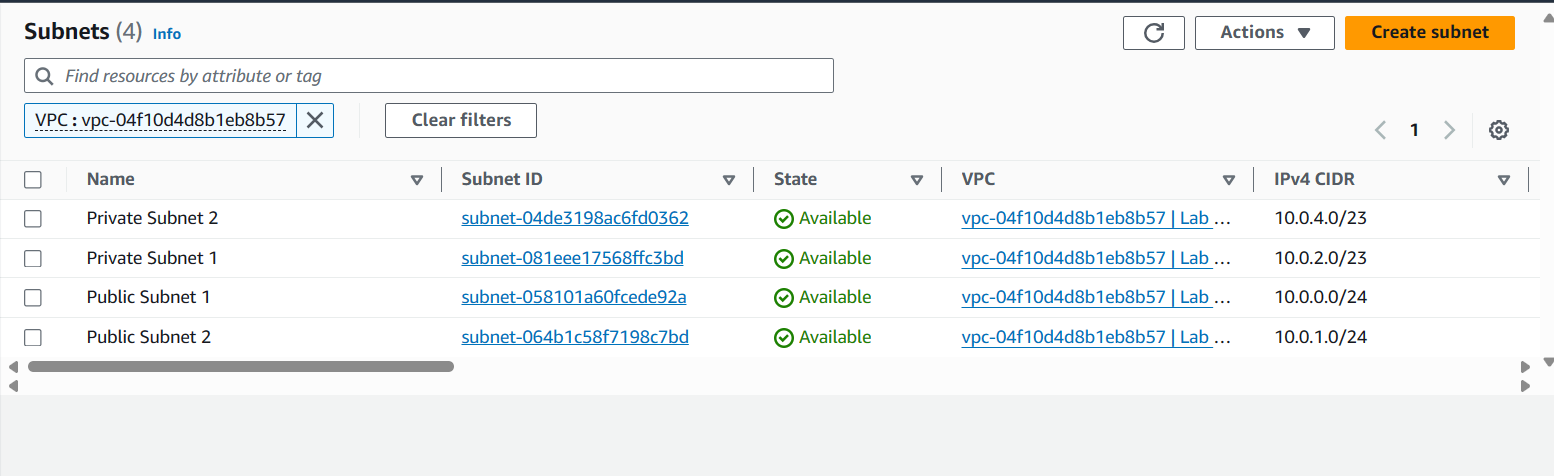 Subnets (4) Info
Actions
Create subnet
Find resources by attribute or tag
VPC : vpc-04f10d4d8b1eb8b57
Clear filters
1
Name Subnet ID State VPC IPv4 CIDR
Private Subnet 2 subnet-04de3198ac6fd0362 Available vpc-04f10d4d8b1eb8b57 | Lab ... 10.0.4.0/23
Private Subnet 1 subnet-081eee17568ffc3bd Available vpc-04f10d4d8b1eb8b57 | Lab ... 10.0.2.0/23
Public Subnet 1 subnet-058101a60fcede92a Available vpc-04f10d4d8b1eb8b57 | Lab ... 10.0.0.0/24
Public Subnet 2 subnet-064b1c58f7198c7bd Available vpc-04f10d4d8b1eb8b57 | Lab ... 10.0.1.0/24